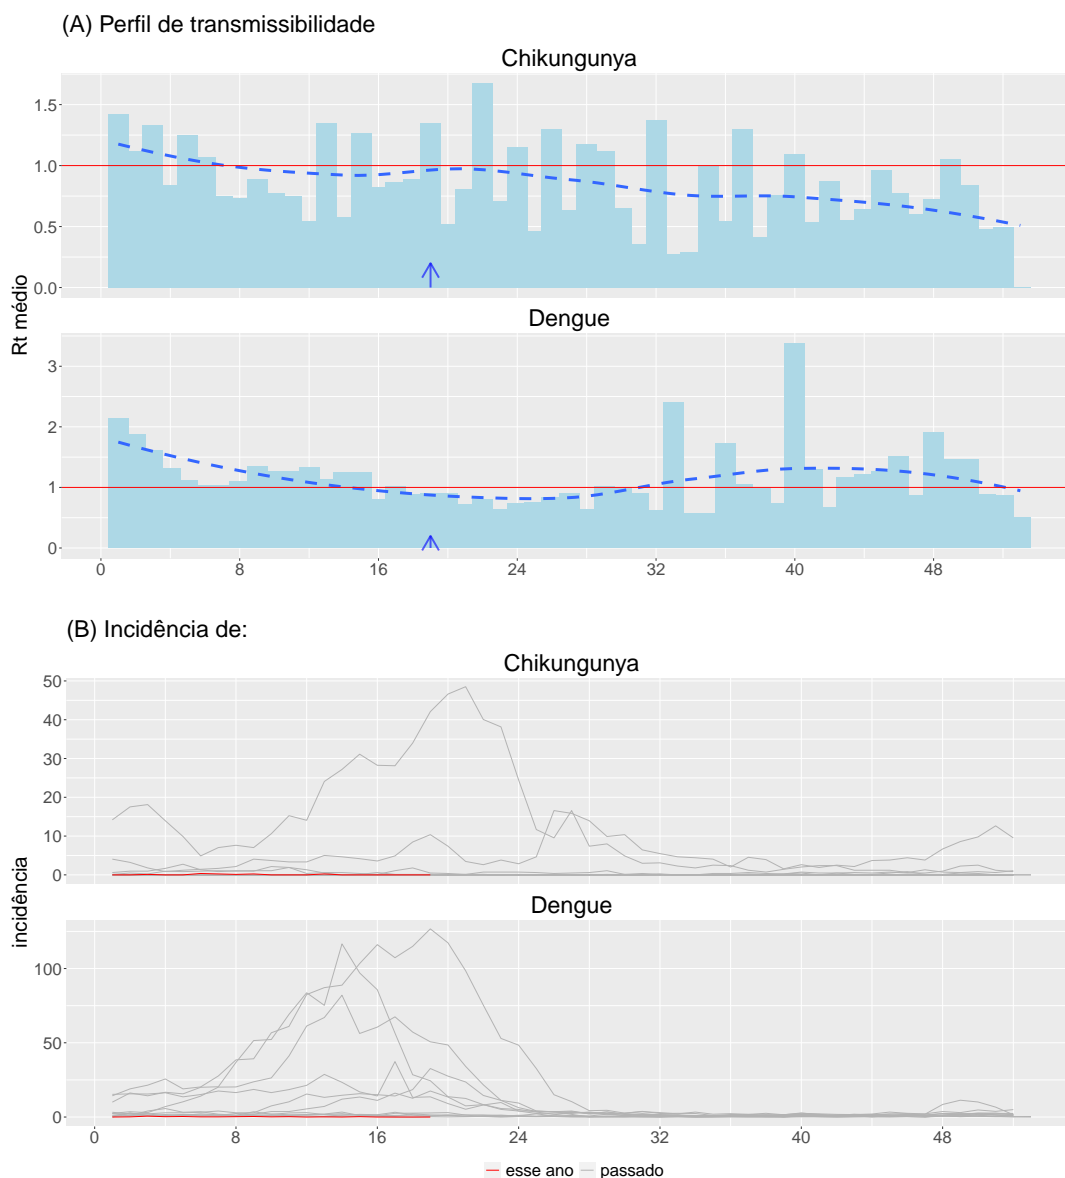 (A) Perfil de transmissibilidade
Chikungunya
1.5
1.0
0.5
0.0
Rt médio
Dengue
3
2
1
0
0 8 16 24 32 40 48
(B) Incidência de:
Chikungunya
50
40
30
20
10
0
incidência
Dengue
100
50
0
0 8 16 24 32 40 48
esse ano passado